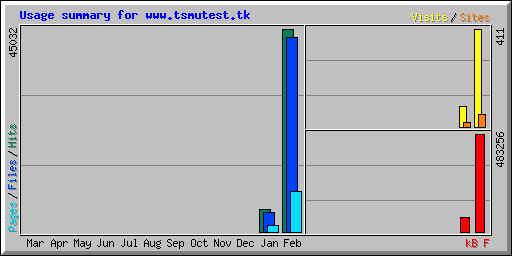 Usage summary for www.tsmutest.tk
Visits/Sites
45032
411
Pages/Files/Hits
483256
Mar Apr May Jun Jul Aug Sep Oct Nov Dec Jan Feb
kB F